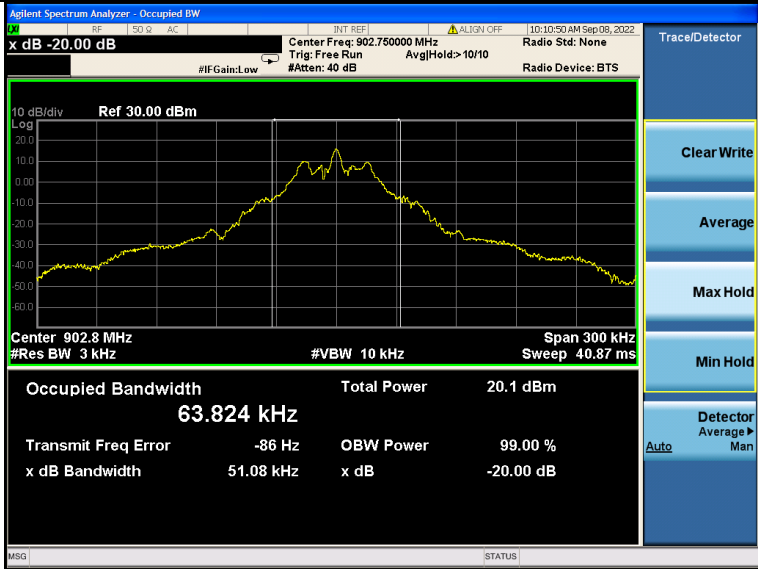 Agilent Spectrum Analyzer - Occupied BW
LXI RF 50 Ω AC INT REF ALIGN OFF 10:10:50 AM Sep 08, 2022
x dB -20.00 dB
Center Freq: 902.750000 MHz Radio Std: None
Trig: Free Run Avg|Hold:> 10/10
#IFGain:Low #Atten: 40 dB Radio Device: BTS
Trace/Detector
10 dB/div Ref 30.00 dBm
Log
20.0
10.0
0.00
-10.0
-20.0
-30.0
-40.0
-50.0
-60.0
Center 902.8 MHz Span 300 kHz
#Res BW 3 kHz #VBW 10 kHz Sweep 40.87 ms
Occupied Bandwidth Total Power 20.1 dBm
63.824 kHz
Transmit Freq Error -86 Hz OBW Power 99.00 %
x dB Bandwidth 51.08 kHz x dB -20.00 dB
Clear Write
Average
Max Hold
Min Hold
Detector
Average▶
Auto Man
MSG STATUS